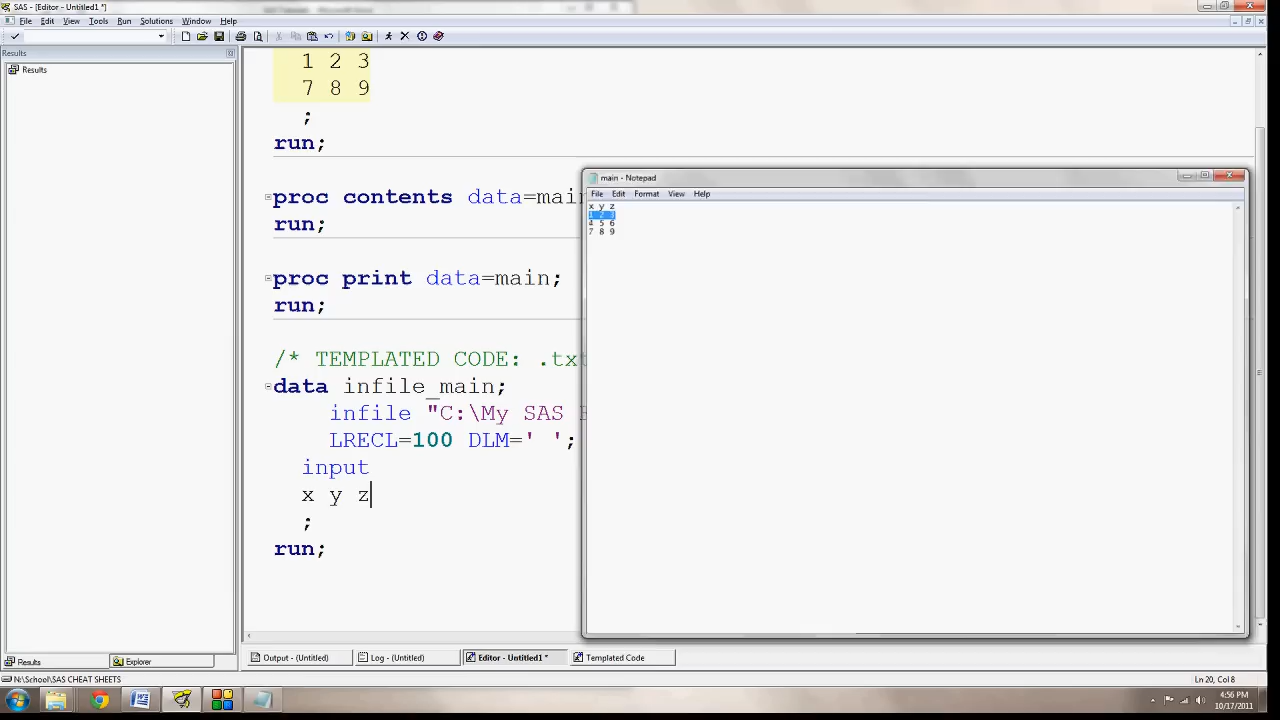 SAS - [Editor - Untitled1 *]
File Edit View Tools Run Solutions Window Help
Results
Results
1 2 3
7 8 9
;
run;
proc contents data=main
run;
proc print data=main;
run;
/* TEMPLATED CODE: .txt
data infile_main;
infile "C:\My SAS
LRECL=100 DLM=' ';
input
x y z
;
run;
main - Notepad
File Edit Format View Help
x y z
1 2 3
4 5 6
7 8 9
Results Explorer
Output - (Untitled) Log - (Untitled) Editor - Untitled1 * Templated Code
N:\School\SAS CHEAT SHEETS Ln 20, Col 8
4:56 PM
10/17/2011